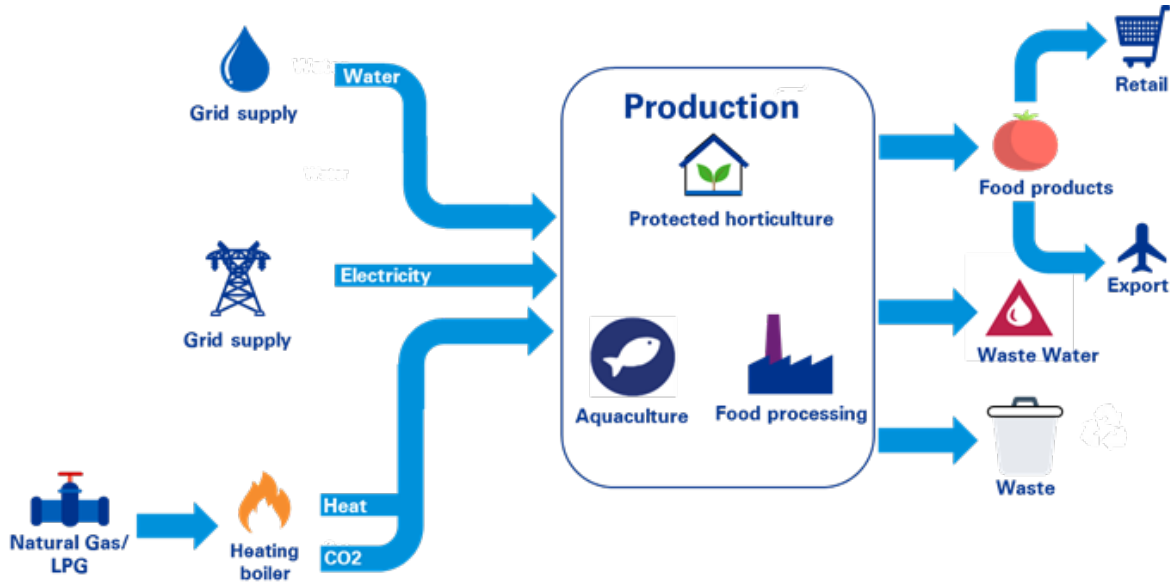 Water
Grid supply
Water
Electricity
Grid supply
Natural Gas/
LPG
Heating
boiler
Heat
CO2
Production
Protected horticulture
Aquaculture
Food processing
Food products
Retail
Export
Waste Water
Waste